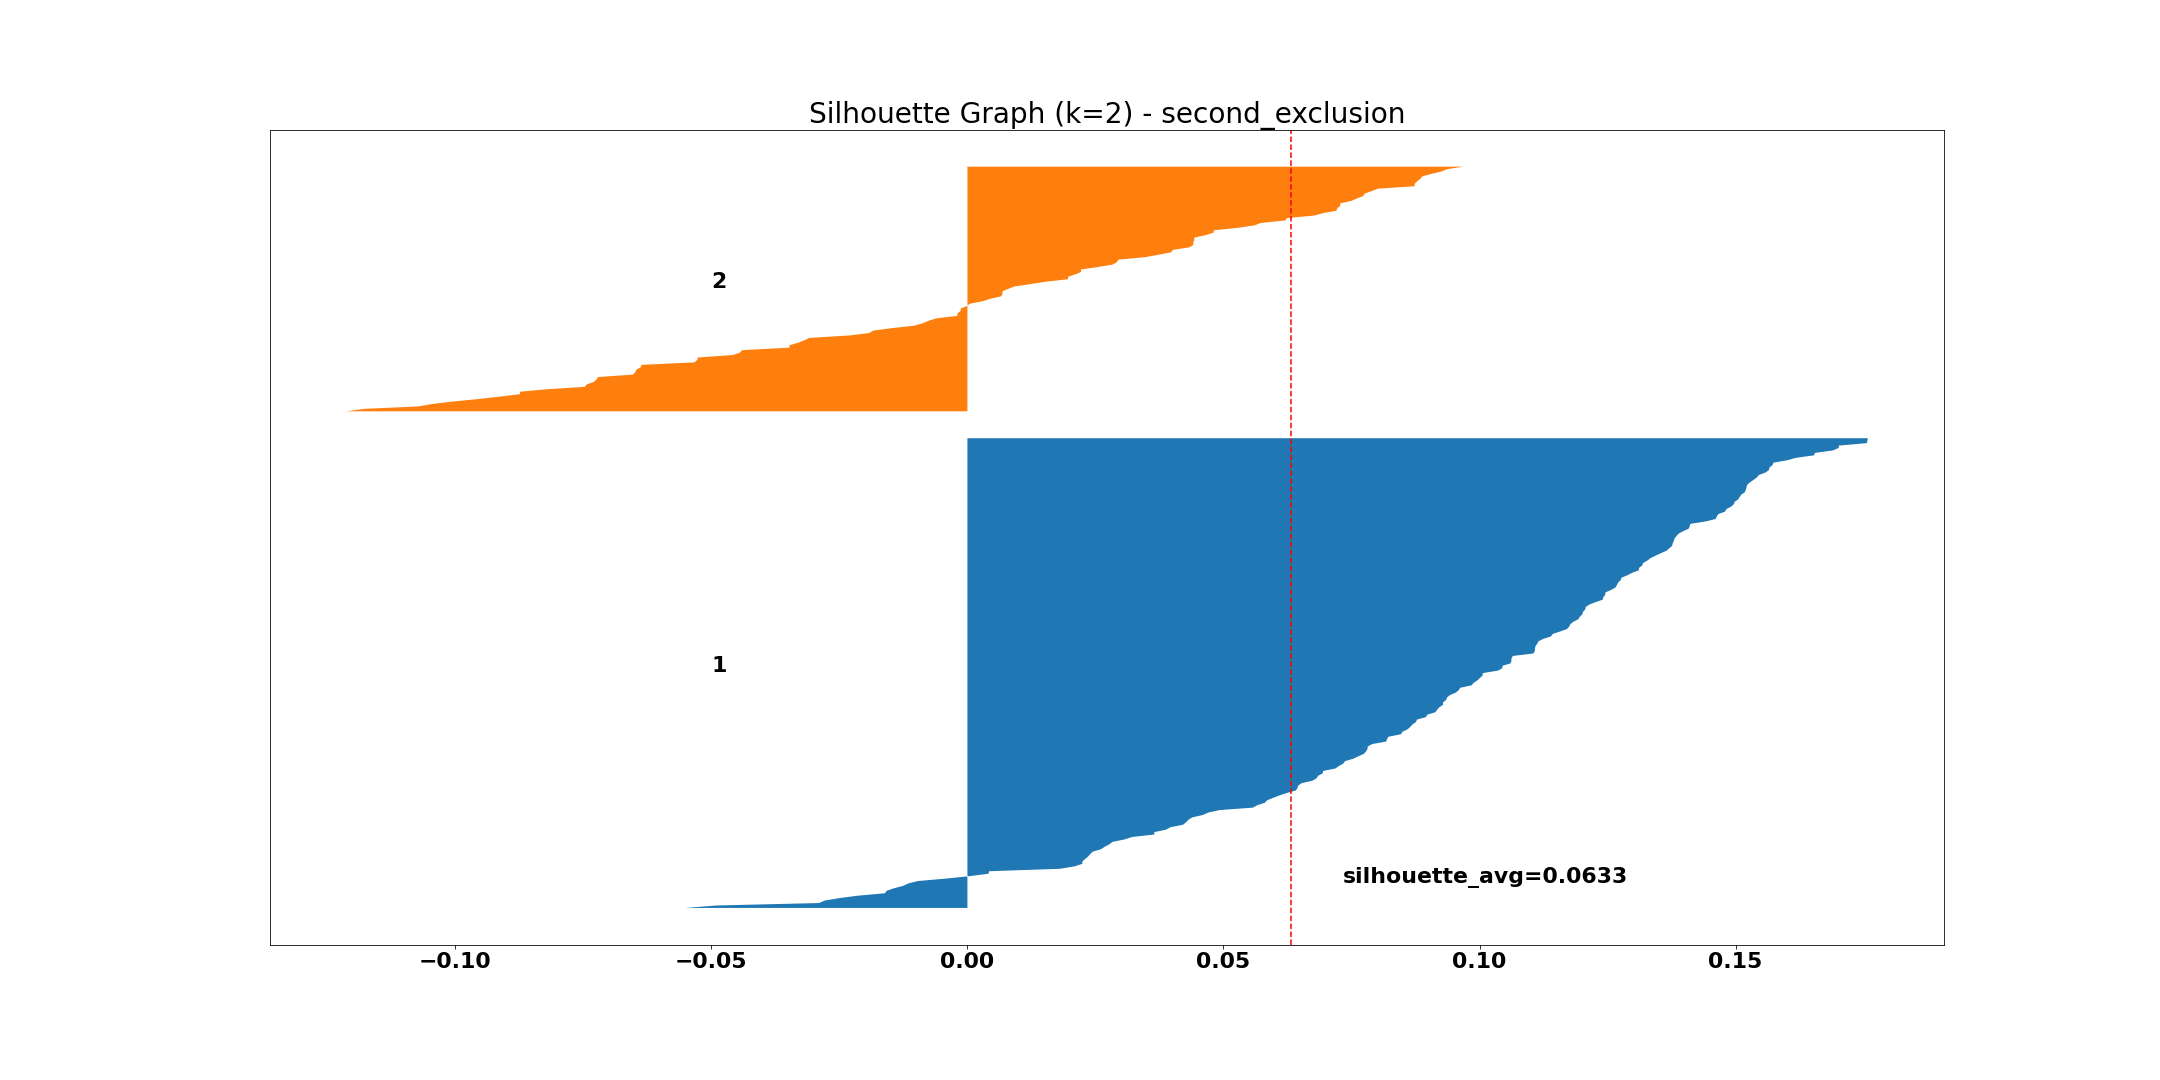 Silhouette Graph (k=2) - second_exclusion
2
1
silhouette_avg=0.0633
−0.10 −0.05 0.00 0.05 0.10 0.15